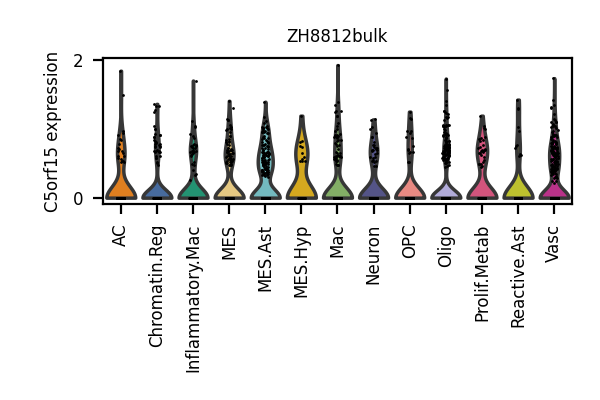 ZH8812bulk
C5orf15 expression
2
0
AC
Chromatin.Reg
Inflammatory.Mac
MES
MES.Ast
MES.Hyp
Mac
Neuron
OPC
Oligo
Prolif.Metab
Reactive.Ast
Vasc